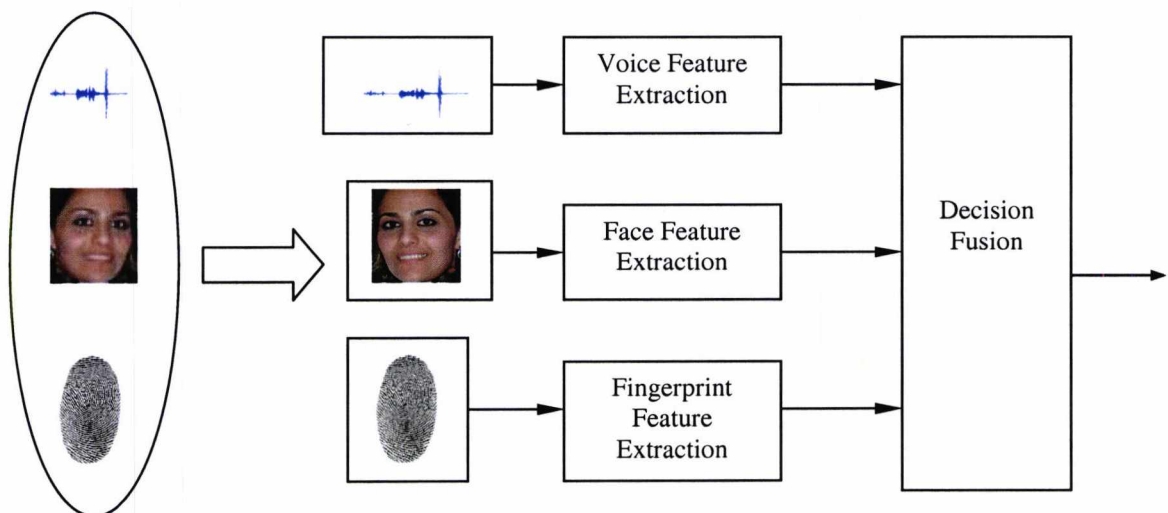 Voice Feature
Extraction
Face Feature
Extraction
Fingerprint
Feature
Extraction
Decision
Fusion